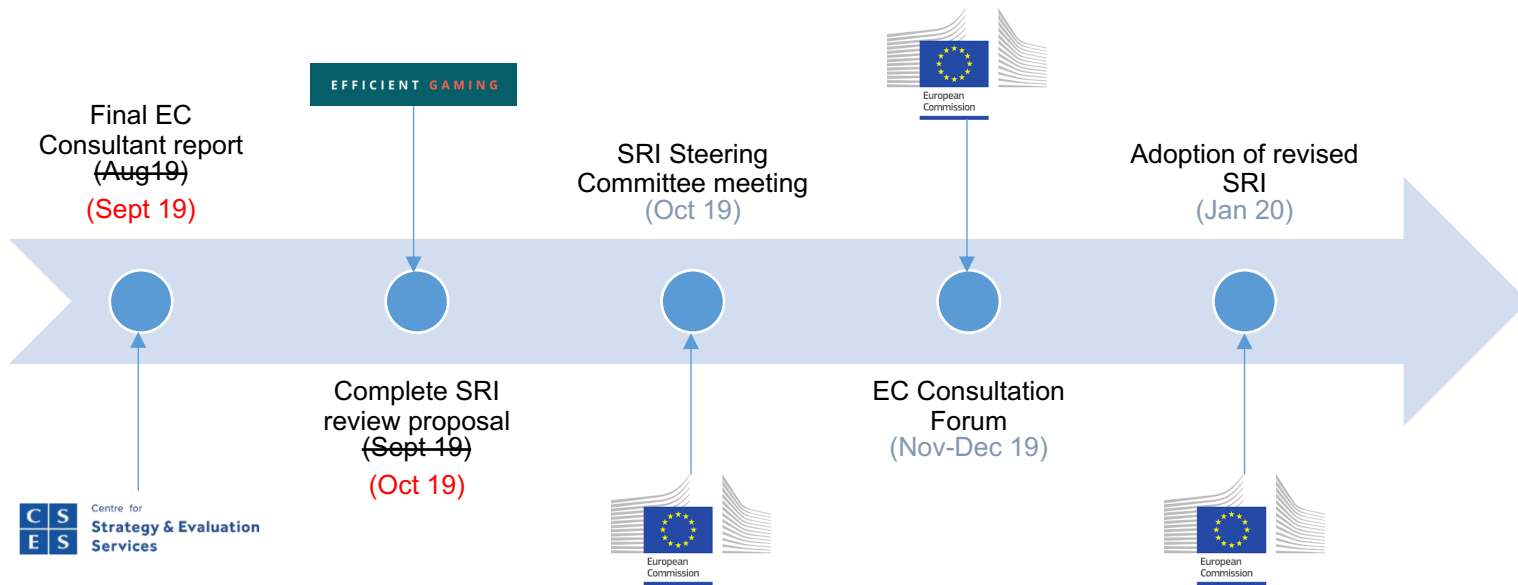 EFFICIENT GAMING
European
Commission
Final EC
Consultant report
(Aug19)
(Sept 19)
SRI Steering
Committee meeting
(Oct 19)
Adoption of revised
SRI
(Jan 20)
Complete SRI
review proposal
(Sept 19)
(Oct 19)
EC Consultation
Forum
(Nov-Dec 19)
C S
E S
Centre for
Strategy & Evaluation
Services
European
Commission
European
Commission